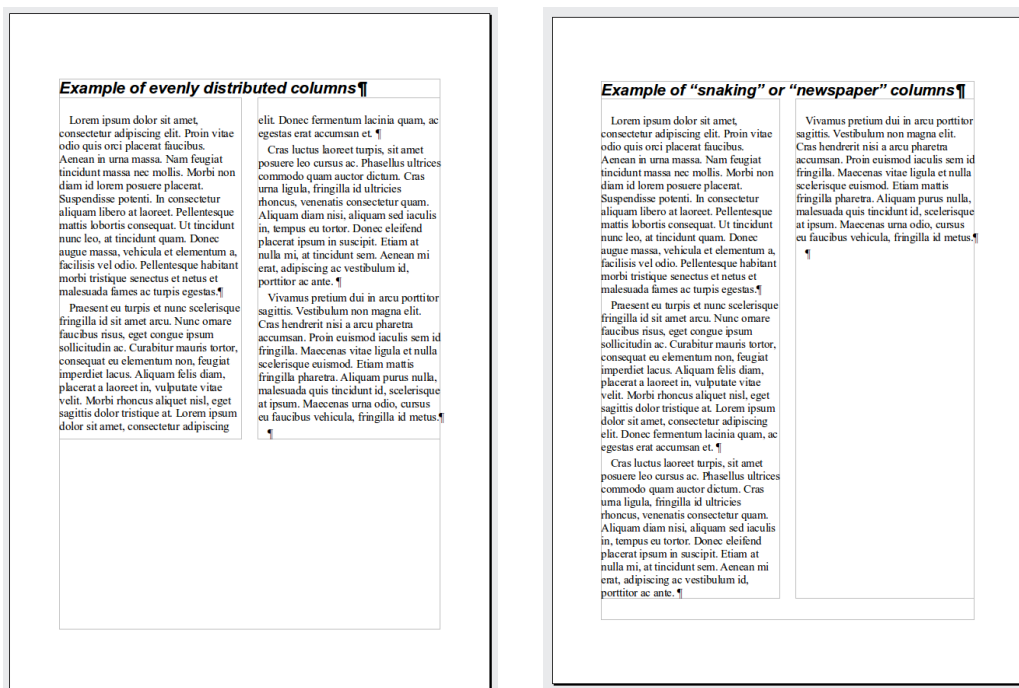 Example of evenly distributed columns¶
Lorem ipsum dolor sit amet,
consectetur adipiscing elit. Proin vitae
odio quis orci placerat faucibus.
Aenean in urna massa. Nam feugiat
tincidunt massa nec mollis. Morbi non
diam id lorem posuere placerat.
Suspendisse potenti. In consectetur
aliquam libero at laoreet. Pellentesque
mattis lobortis consequat. Ut tincidunt
nunc leo, at tincidunt quam. Donec
augue massa, vehicula et elementum a,
facilisis vel odio. Pellentesque habitant
morbi tristique senectus et netus et
malesuada fames ac turpis egestas.¶
Praesent eu turpis et nunc scelerisque
fringilla id sit amet arcu. Nunc ornare
faucibus risus, eget congue ipsum
sollicitudin ac. Curabitur mauris tortor,
consequat eu elementum non, feugiat
imperdiet lacus. Aliquam felis diam,
placerat a laoreet in, vulputate vitae
velit. Morbi rhoncus aliquet nisl, eget
sagittis dolor tristique at. Lorem ipsum
dolor sit amet, consectetur adipiscing
elit. Donec fermentum lacinia quam, ac
egestas erat accumsan et. ¶
Cras luctus laoreet turpis, sit amet
posuere leo cursus ac. Phasellus ultrices
commodo quam auctor dictum. Cras
urna ligula, fringilla id ultricies
rhoncus, venenatis consectetur quam.
Aliquam diam nisi, aliquam sed iaculis
in, tempus eu tortor. Donec eleifend
placerat ipsum in suscipit. Etiam at
nulla mi, at tincidunt sem. Aenean mi
erat, adipiscing ac vestibulum id,
porttitor ac ante. ¶
Vivamus pretium dui in arcu porttitor
sagittis. Vestibulum non magna elit.
Cras hendrerit nisi a arcu pharetra
accumsan. Proin euismod iaculis sem id
fringilla. Maecenas vitae ligula et nulla
scelerisque euismod. Etiam mattis
fringilla pharetra. Aliquam purus nulla,
malesuada quis tincidunt id, scelerisque
at ipsum. Maecenas urna odio, cursus
eu faucibus vehicula, fringilla id metus.¶
¶
Example of “snaking” or “newspaper” columns¶
Lorem ipsum dolor sit amet,
consectetur adipiscing elit. Proin vitae
odio quis orci placerat faucibus.
Aenean in urna massa. Nam feugiat
tincidunt massa nec mollis. Morbi non
diam id lorem posuere placerat.
Suspendisse potenti. In consectetur
aliquam libero at laoreet. Pellentesque
mattis lobortis consequat. Ut tincidunt
nunc leo, at tincidunt quam. Donec
augue massa, vehicula et elementum a,
facilisis vel odio. Pellentesque habitant
morbi tristique senectus et netus et
malesuada fames ac turpis egestas.¶
Praesent eu turpis et nunc scelerisque
fringilla id sit amet arcu. Nunc ornare
faucibus risus, eget congue ipsum
sollicitudin ac. Curabitur mauris tortor,
consequat eu elementum non, feugiat
imperdiet lacus. Aliquam felis diam,
placerat a laoreet in, vulputate vitae
velit. Morbi rhoncus aliquet nisl, eget
sagittis dolor tristique at. Lorem ipsum
dolor sit amet, consectetur adipiscing
elit. Donec fermentum lacinia quam, ac
egestas erat accumsan et. ¶
Cras luctus laoreet turpis, sit amet
posuere leo cursus ac. Phasellus ultrices
commodo quam auctor dictum. Cras
urna ligula, fringilla id ultricies
rhoncus, venenatis consectetur quam.
Aliquam diam nisi, aliquam sed iaculis
in, tempus eu tortor. Donec eleifend
placerat ipsum in suscipit. Etiam at
nulla mi, at tincidunt sem. Aenean mi
erat, adipiscing ac vestibulum id,
porttitor ac ante. ¶
Vivamus pretium dui in arcu porttitor
sagittis. Vestibulum non magna elit.
Cras hendrerit nisi a arcu pharetra
accumsan. Proin euismod iaculis sem id
fringilla. Maecenas vitae ligula et nulla
scelerisque euismod. Etiam mattis
fringilla pharetra. Aliquam purus nulla,
malesuada quis tincidunt id, scelerisque
at ipsum. Maecenas urna odio, cursus
eu faucibus vehicula, fringilla id metus.¶
¶